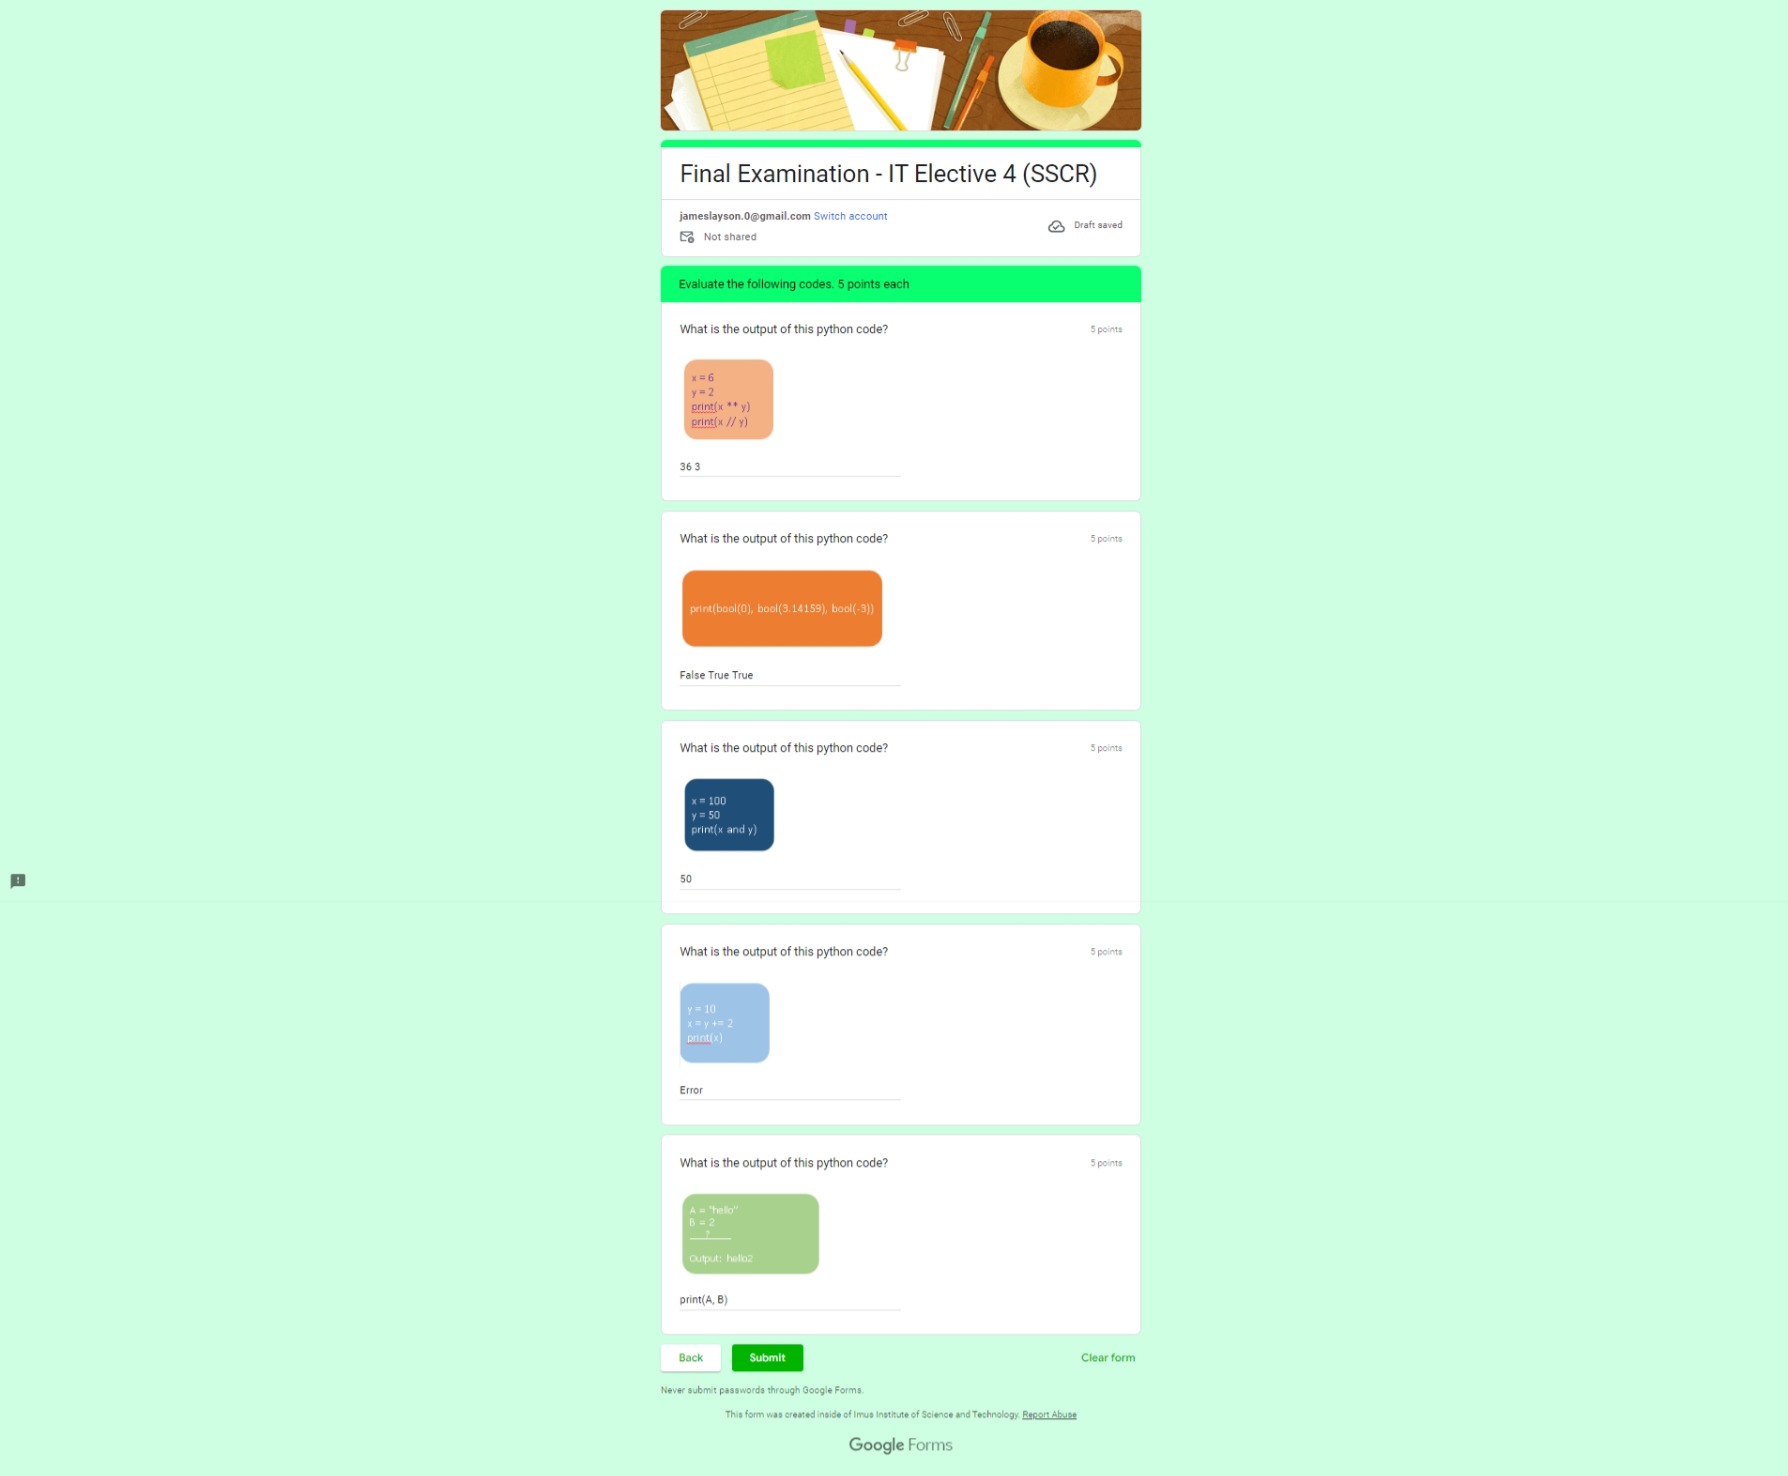 Final Examination - IT Elective 4 (SSCR)
jameslayson.0@gmail.com Switch account
Draft saved
Not shared
Evaluate the following codes. 5 points each
What is the output of this python code?
5 points
x = 6
y = 2
print(x ** y)
print(x // y)
36 3
What is the output of this python code?
5 points
print(bool(0), bool(3.14159), bool(-3))
False True True
What is the output of this python code?
5 points
x = 100
y = 50
print(x and y)
50
What is the output of this python code?
5 points
y = 10
x = y += 2
print(x)
Error
What is the output of this python code?
5 points
A = "hello"
B = 2
?
Output: hello2
print(A, B)
Back
Submit
Clear form
Never submit passwords through Google Forms.
This form was created inside of Imus Institute of Science and Technology. Report Abuse
Google Forms